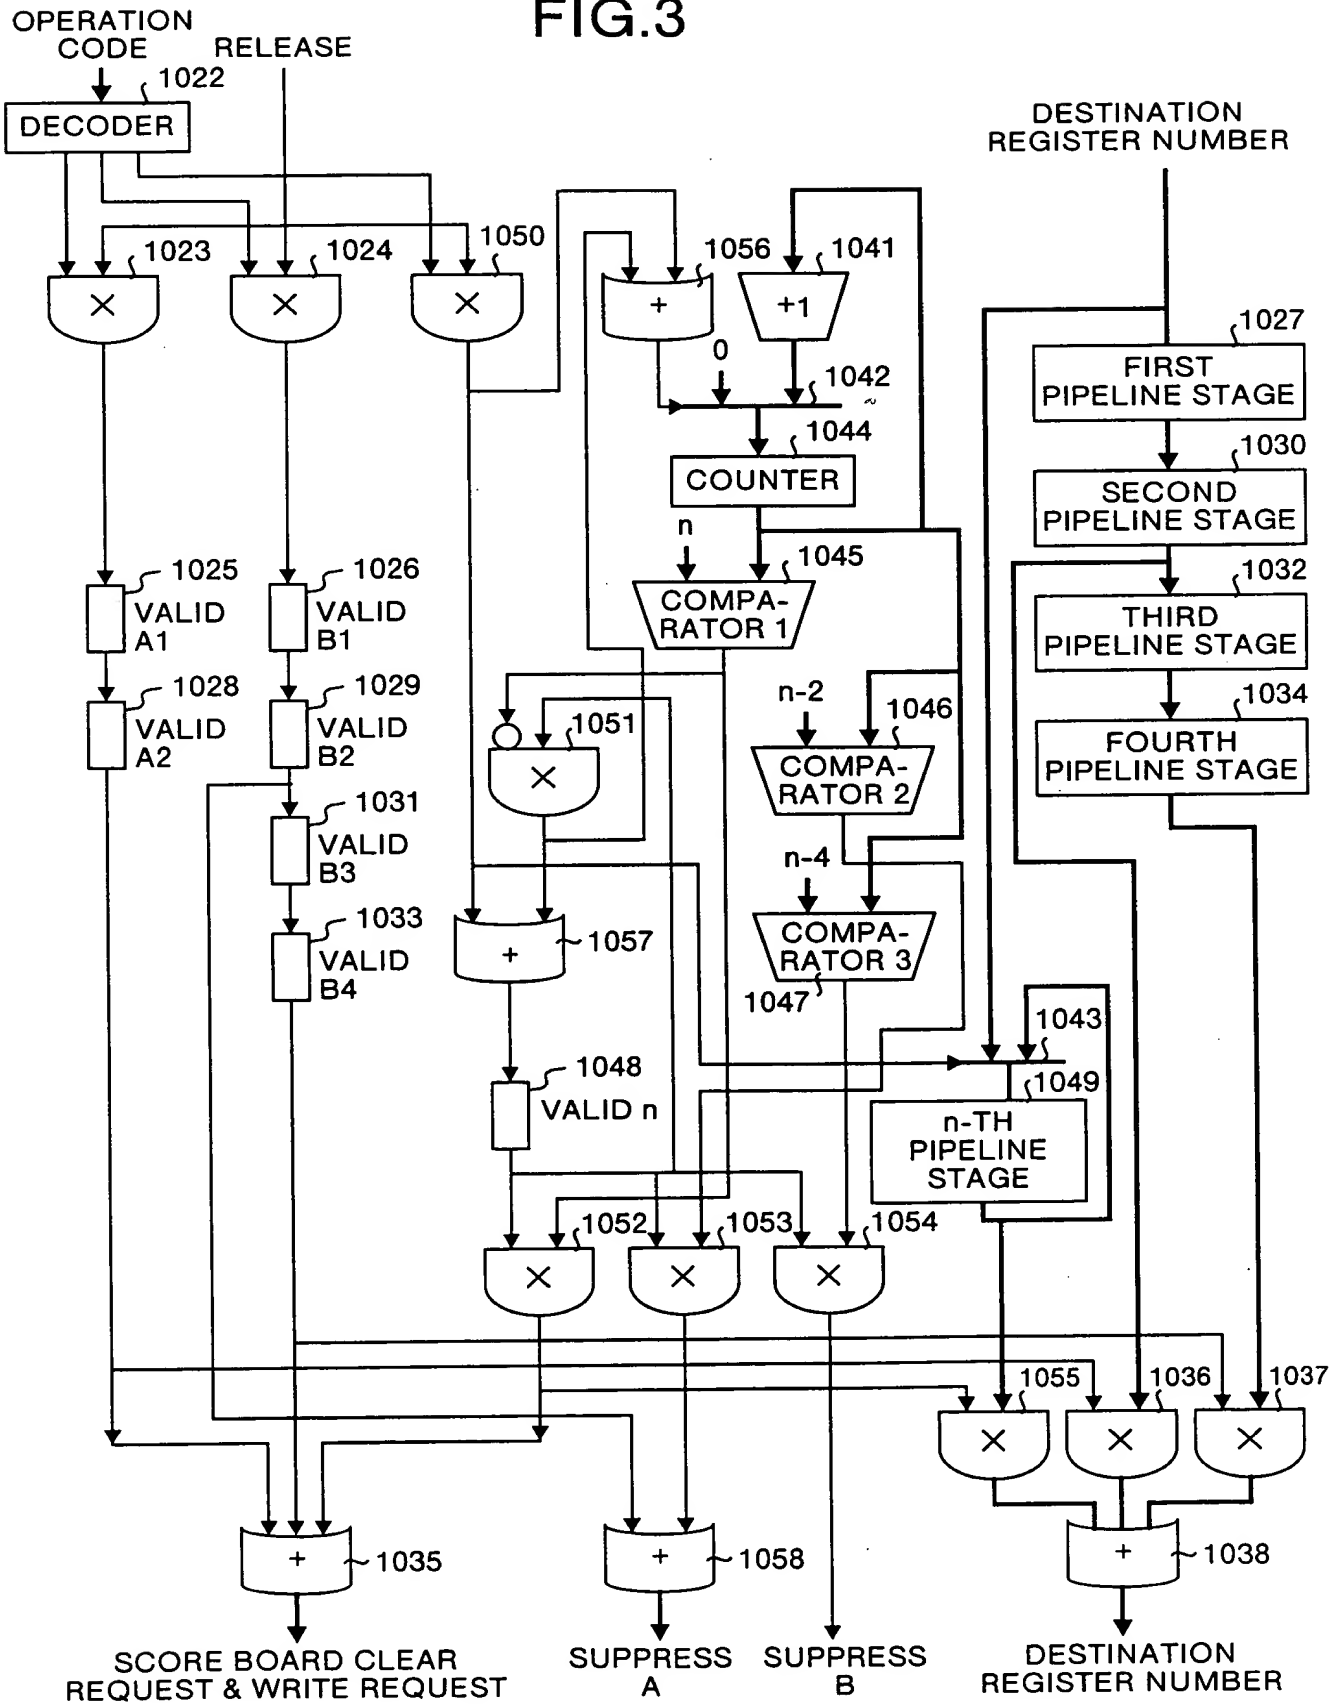 FIG.3
OPERATION
CODE
RELEASE
1022
DECODER
DESTINATION
REGISTER NUMBER
1023
×
1024
×
1050
×
1056
+
1041
+1
0
1042
1044
COUNTER
n
1045
COMPA-
RATOR 1
1027
FIRST
PIPELINE STAGE
1030
SECOND
PIPELINE STAGE
1032
THIRD
PIPELINE STAGE
1034
FOURTH
PIPELINE STAGE
1025
VALID
A1
1026
VALID
B1
1028
VALID
A2
1029
VALID
B2
1031
VALID
B3
1033
VALID
B4
1051
×
n-2
1046
COMPA-
RATOR 2
n-4
COMPA-
RATOR 3
1047
1057
+
1048
VALID n
1043
1049
n-TH
PIPELINE
STAGE
1052
×
1053
×
1054
×
1055
×
1036
×
1037
×
+
1035
+
1058
+
1038
SCORE BOARD CLEAR
REQUEST & WRITE REQUEST
SUPPRESS
A
SUPPRESS
B
DESTINATION
REGISTER NUMBER